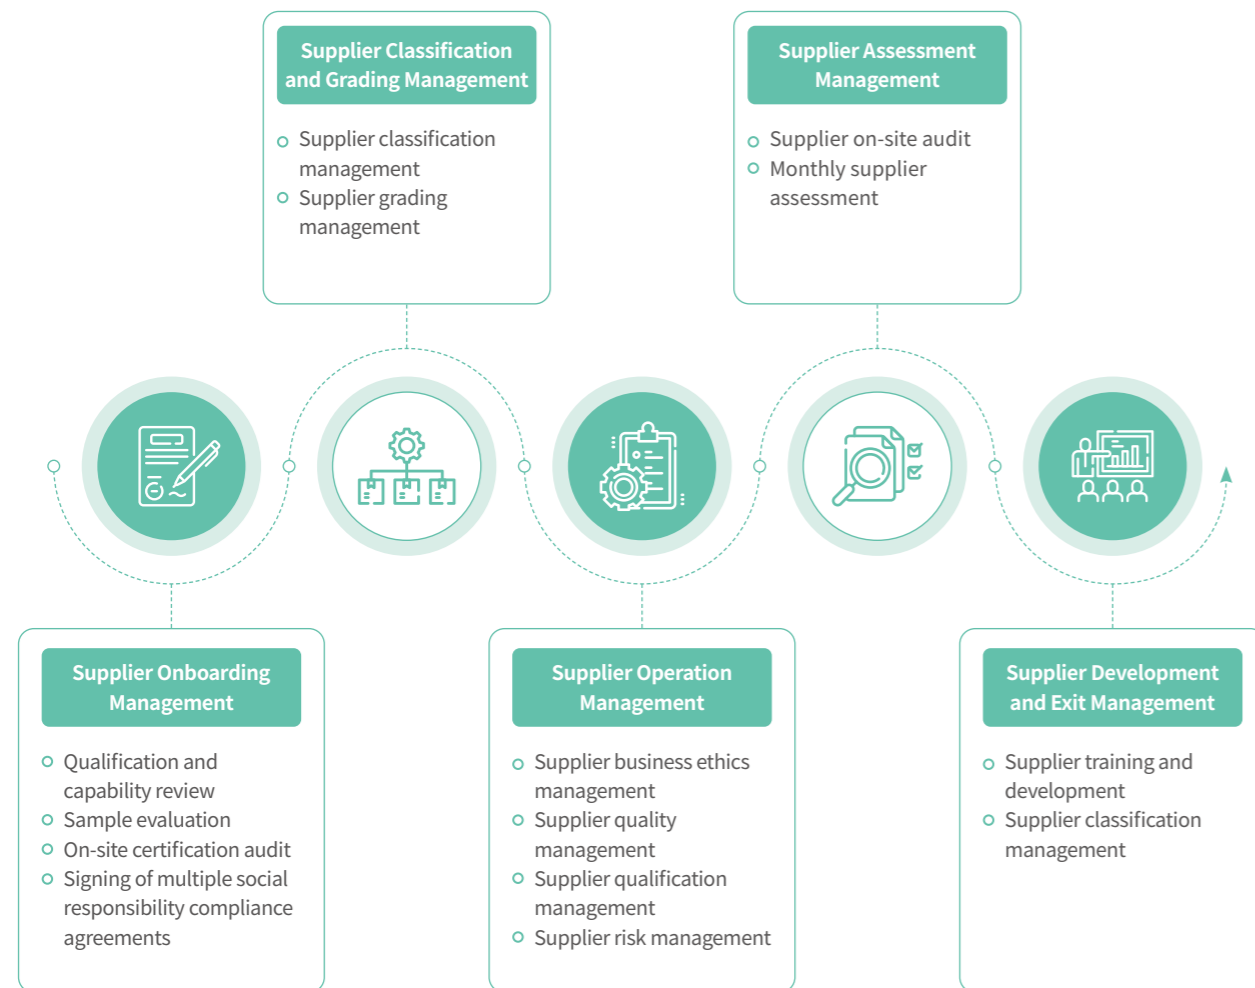 Supplier Classification
and Grading Management
Supplier classification
management
Supplier grading
management
Supplier Assessment
Management
Supplier on-site audit
Monthly supplier
assessment
Supplier Onboarding
Management
Qualification and
capability review
Sample evaluation
On-site certification audit
Signing of multiple social
responsibility compliance
agreements
Supplier Operation
Management
Supplier business ethics
management
Supplier quality
management
Supplier qualification
management
Supplier risk management
Supplier Development
and Exit Management
Supplier training and
development
Supplier classification
management